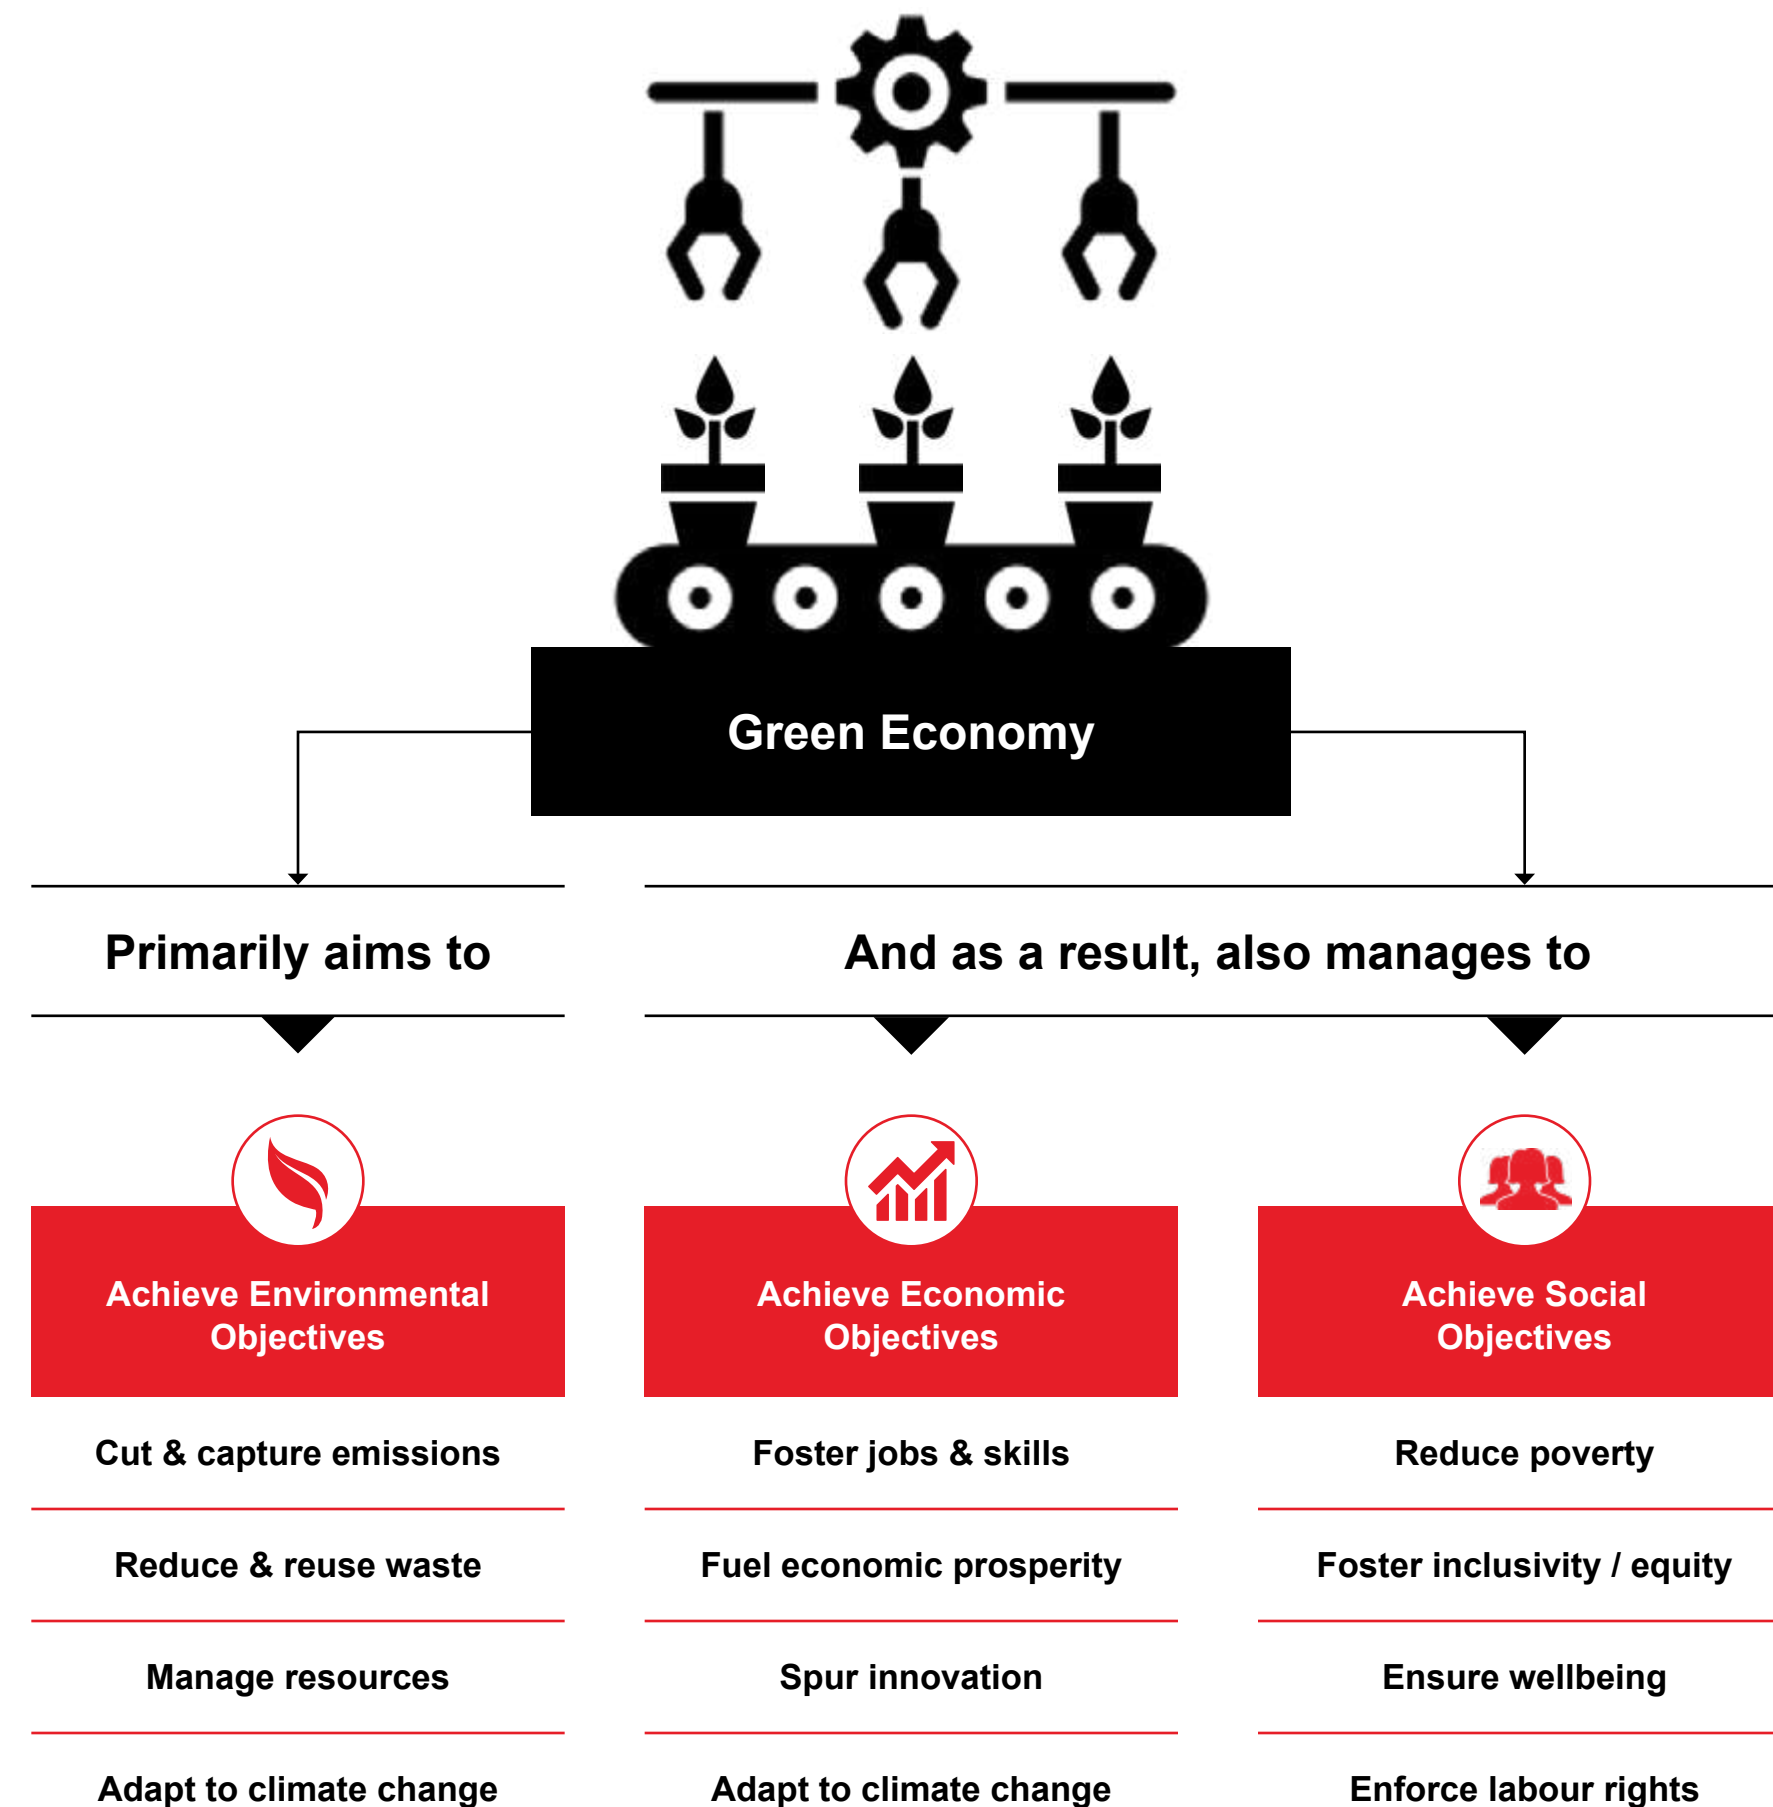 Green Economy
Primarily aims to
And as a result, also manages to
Achieve Environmental
Objectives
Cut & capture emissions
Reduce & reuse waste
Manage resources
Adapt to climate change
Achieve Economic
Objectives
Foster jobs & skills
Fuel economic prosperity
Spur innovation
Adapt to climate change
Achieve Social
Objectives
Reduce poverty
Foster inclusivity / equity
Ensure wellbeing
Enforce labour rights